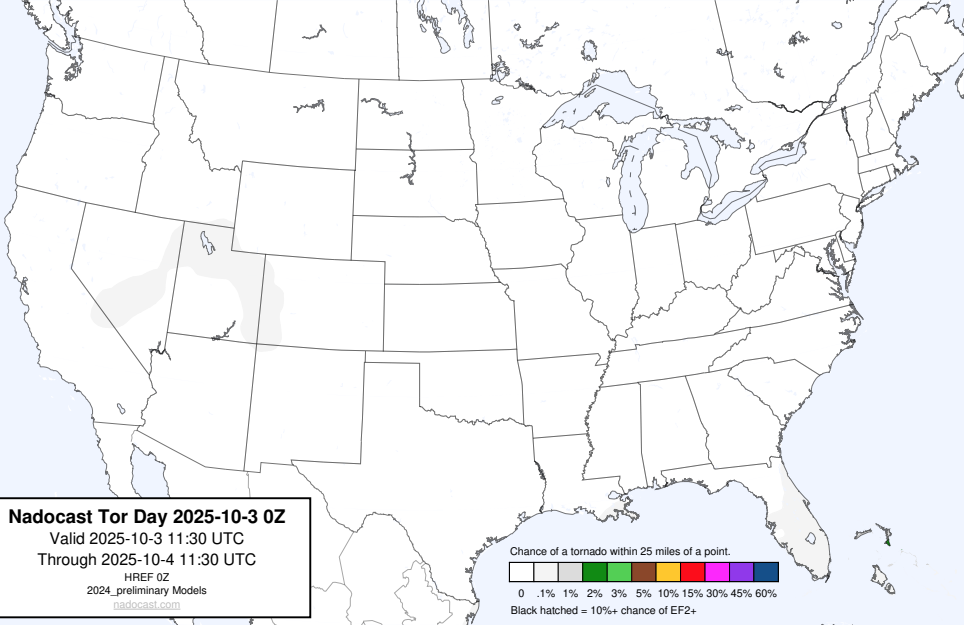 Nadocast Tor Day 2025-10-3 0Z
Valid 2025-10-3 11:30 UTC
Through 2025-10-4 11:30 UTC
HREF 0Z
2024_preliminary Models
nadocast.com
Chance of a tornado within 25 miles of a point.
0 .1% 1% 2% 3% 5% 10% 15% 30% 45% 60%
Black hatched = 10%+ chance of EF2+